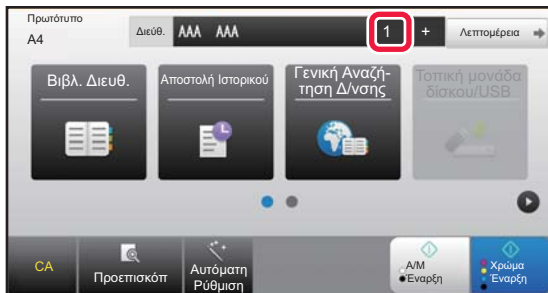 Πρωτότυπο
A4
Διεύθ. AAA AAA 1 + Λεπτομέρεια
Βιβλ. Διευθ.
Αποστολή Ιστορικού
Γενική Αναζή-
τηση Δ/νσης
Τοπική μονάδα
δίσκου/USB
CA
Προεπισκόπ
Αυτόματη
Ρύθμιση
Α/Μ
Έναρξη
Χρώμα
Έναρξη